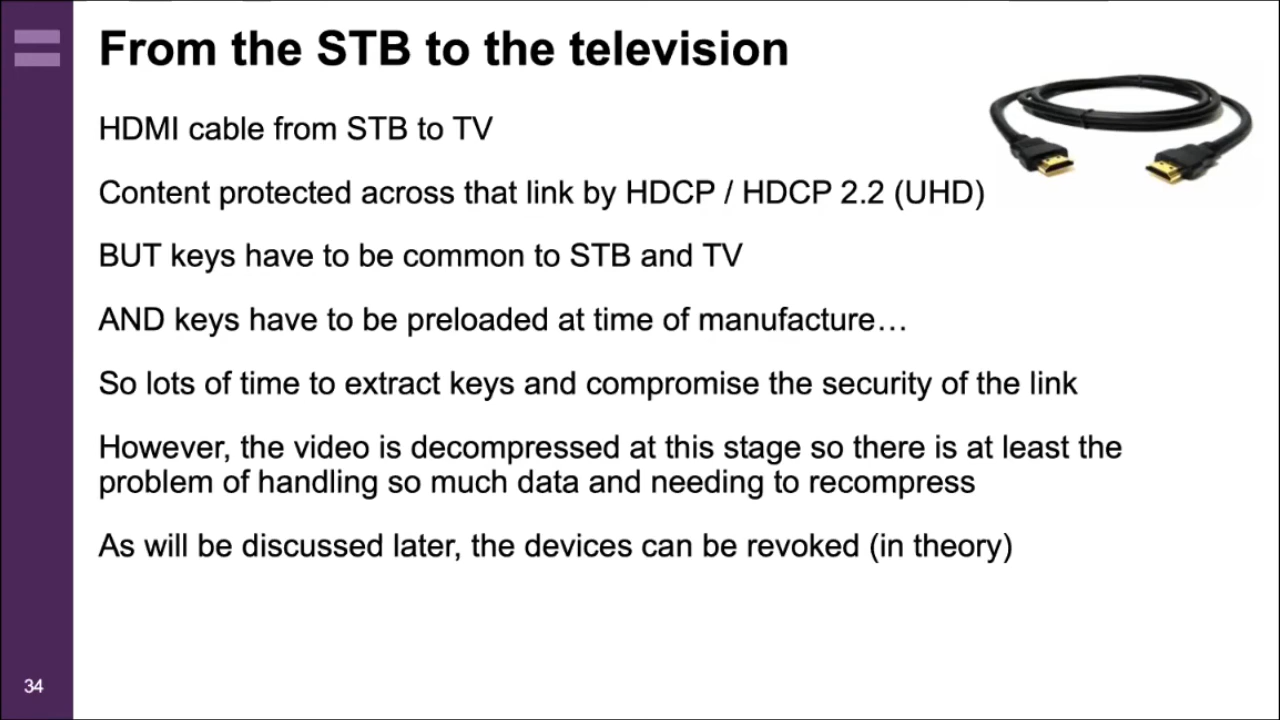 From the STB to the television
HDMI cable from STB to TV
Content protected across that link by HDCP / HDCP 2.2 (UHD)
BUT keys have to be common to STB and TV
AND keys have to be preloaded at time of manufacture…
So lots of time to extract keys and compromise the security of the link
However, the video is decompressed at this stage so there is at least the
problem of handling so much data and needing to recompress
As will be discussed later, the devices can be revoked (in theory)
34